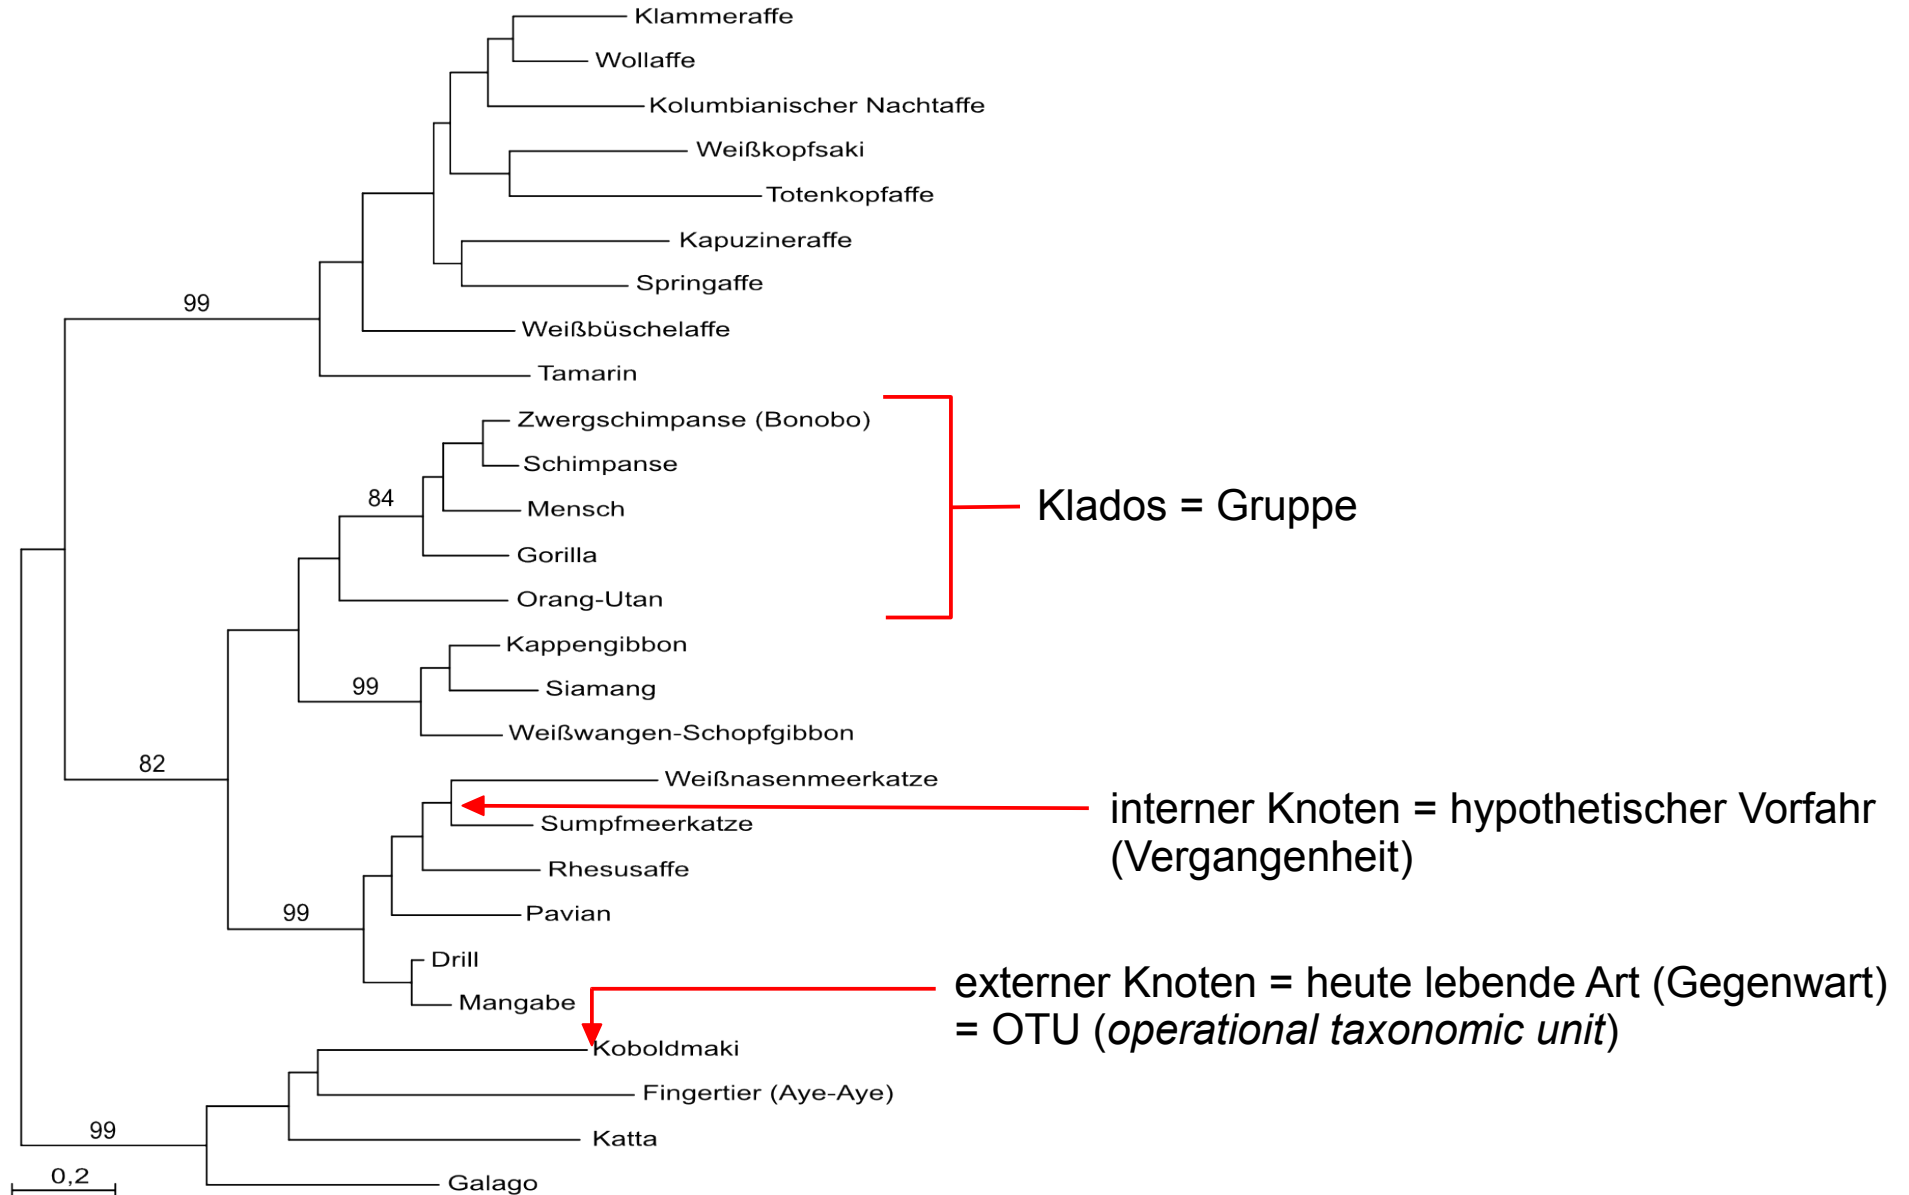 Klammeraffe
Wollaffe
Kolumbianischer Nachtaffe
Weißkopfsaki
Totenkopfaffe
Kapuzineraffe
Springaffe
99
Weißbüschelaffe
Tamarin
Zwergschimpanse (Bonobo)
Schimpanse
84
Mensch
Klados = Gruppe
Gorilla
Orang-Utan
Kappengibbon
99
Siamang
Weißwangen-Schopfgibbon
82
Weißnasenmeerkatze
interner Knoten = hypothetischer Vorfahr
(Vergangenheit)
Sumpfmeerkatze
Rhesusaffe
99
Pavian
Drill
Mangabe
externer Knoten = heute lebende Art (Gegenwart)
= OTU (operational taxonomic unit)
Koboldmaki
Fingertier (Aye-Aye)
99
Katta
0,2
Galago